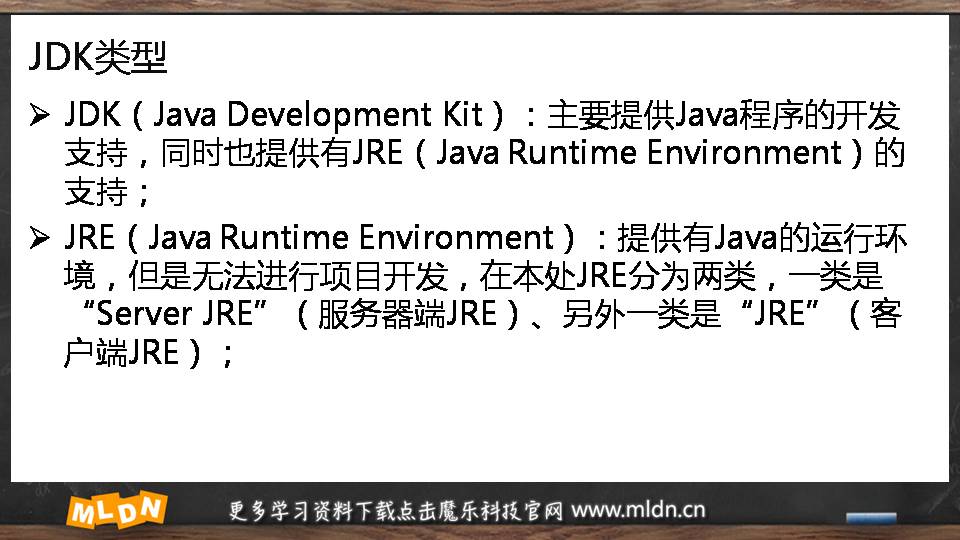 JDK类型
➢ JDK（Java Development Kit）：主要提供Java程序的开发
支持，同时也提供有JRE（Java Runtime Environment）的
支持；
➢ JRE（Java Runtime Environment）：提供有Java的运行环
境，但是无法进行项目开发，在本处JRE分为两类，一类是
“Server JRE”（服务器端JRE）、另外一类是“JRE”（客
户端JRE）；
MLDN
更多学习资料下载点击魔乐科技官网 www.mldn.cn